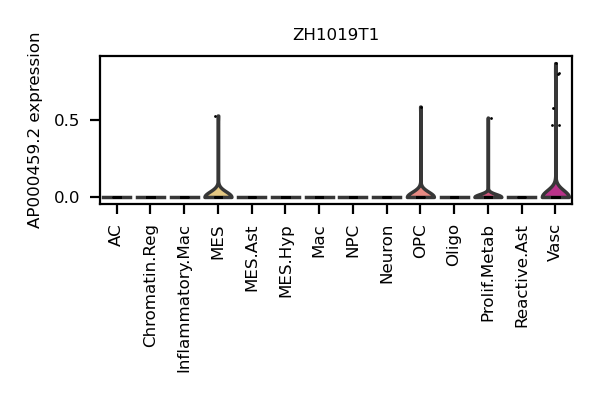 ZH1019T1
AP000459.2 expression
0.5
0.0
AC
Chromatin.Reg
Inflammatory.Mac
MES
MES.Ast
MES.Hyp
Mac
NPC
Neuron
OPC
Oligo
Prolif.Metab
Reactive.Ast
Vasc